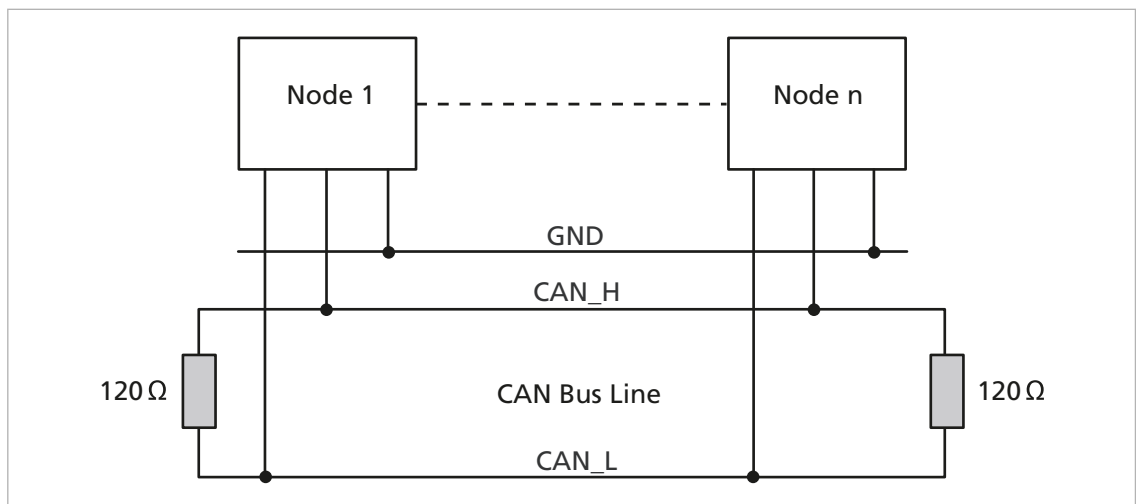 Node 1
Node n
GND
CAN_H
120 Ω
CAN Bus Line
120 Ω
CAN_L